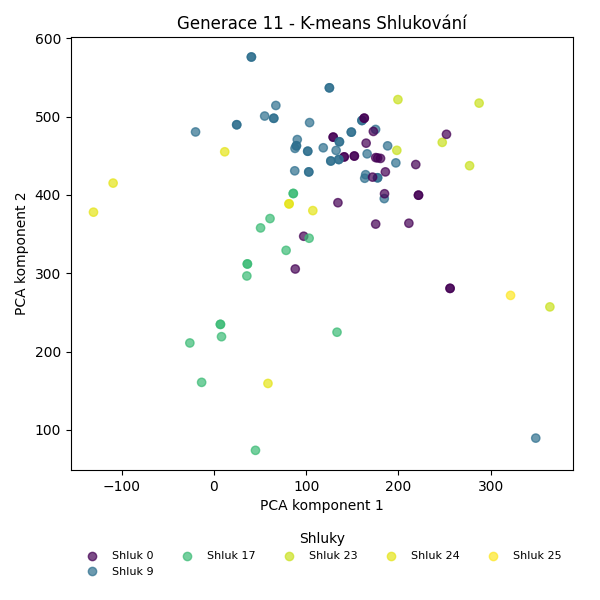 Generace 11 - K-means Shlukování
600
500
400
300
200
100
PCA komponent 2
−100
0
100
200
300
PCA komponent 1
Shluky
Shluk 0
Shluk 17
Shluk 23
Shluk 24
Shluk 25
Shluk 9